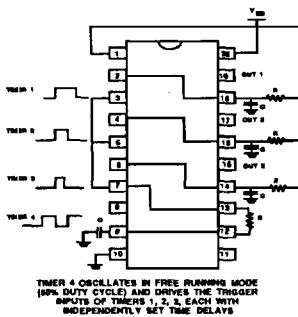 V DD
1
20
2
19
OUT 1
TIMER 1
3
18
R
C
4
17
OUT 2
TIMER 2
5
16
R
C
6
15
OUT 3
TIMER 3
7
14
R
C
8
13
R
TIMER 4
C
9
12
10
11
TIMER 4 OSCILLATES IN FREE RUNNING MODE
(50% DUTY CYCLE) AND DRIVES THE TRIGGER
INPUTS OF TIMERS 1, 2, 3, EACH WITH
INDEPENDENTLY SET TIME DELAYS